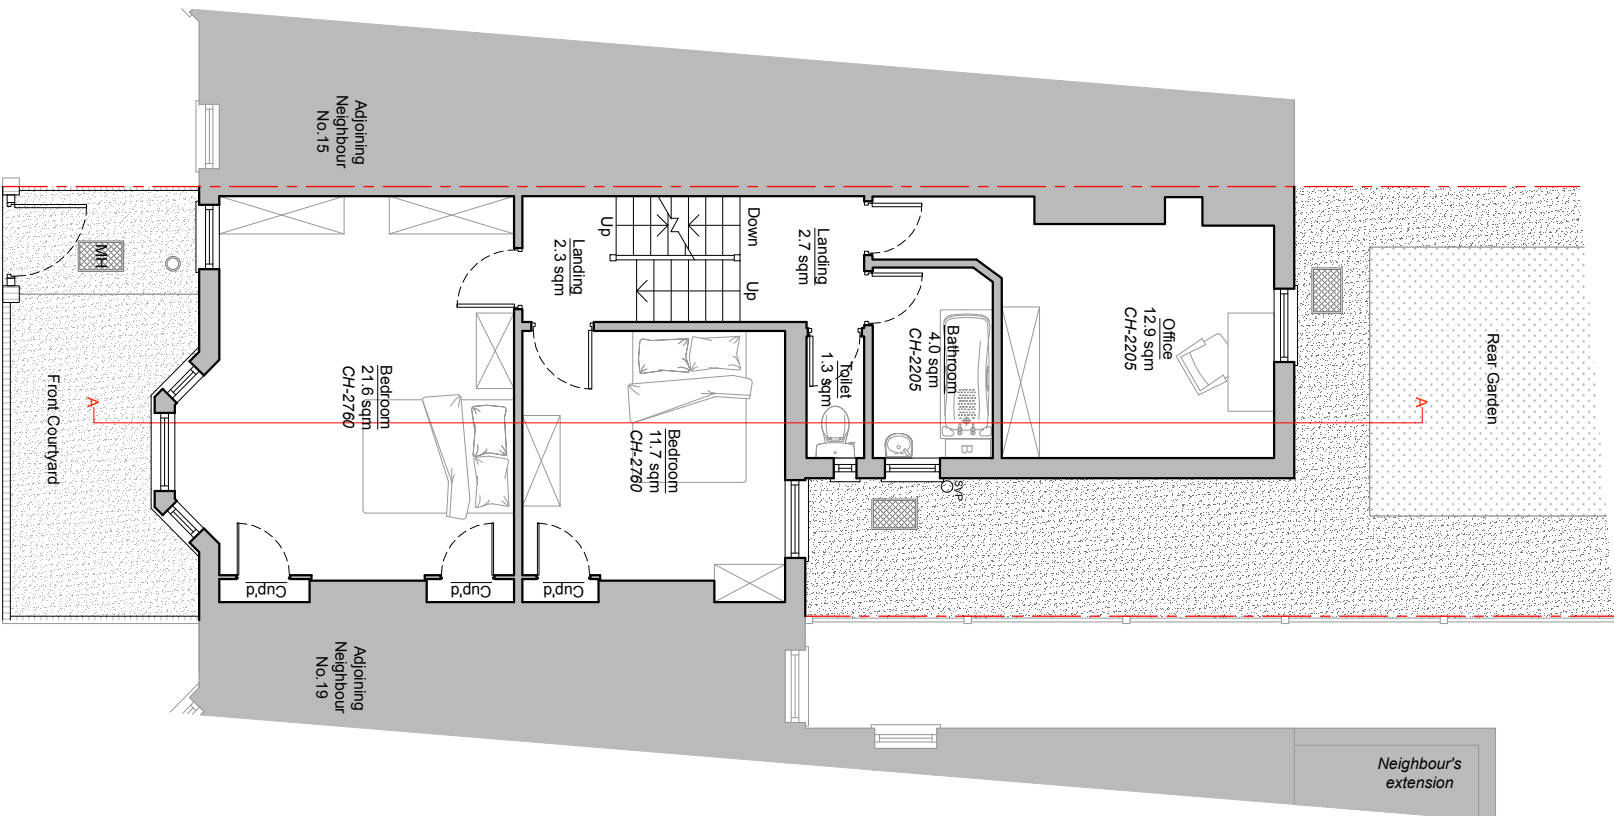 Adjoining
Neighbour
No.15
MH
Front Courtyard
Up
Down
Up
Landing
2.3 sqm
Landing
2.7 sqm
Bedroom
21.6 sqm
CH-2760
Bedroom
11.7 sqm
CH-2760
Toilet
1.3 sqm
Bathroom
4.0 sqm
CH-2205
B
SVP
Office
12.9 sqm
CH-2205
A
A
Rear Garden
Cup'd
Cup'd
Cup'd
Adjoining
Neighbour
No.19
Neighbour's
extension